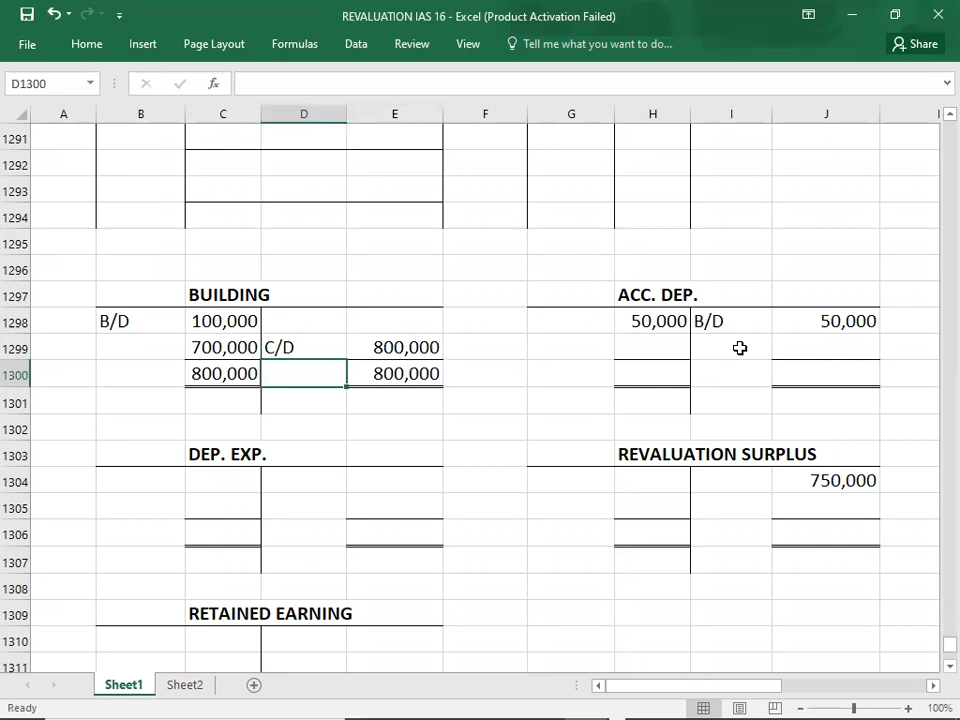 REVALUATION IAS 16 - Excel (Product Activation Failed)
File Home Insert Page Layout Formulas Data Review View Tell me what you want to do... Share
D1300 fx
A B C D E F G H I J
1291
1292
1293
1294
1295
1296
1297 BUILDING ACC. DEP.
1298 B/D 100,000 50,000 B/D 50,000
1299 700,000 C/D 800,000
1300 800,000 800,000
1301
1302
1303 DEP. EXP. REVALUATION SURPLUS
1304 750,000
1305
1306
1307
1308
1309 RETAINED EARNING
1310
1311
Sheet1 Sheet2
Ready 100%